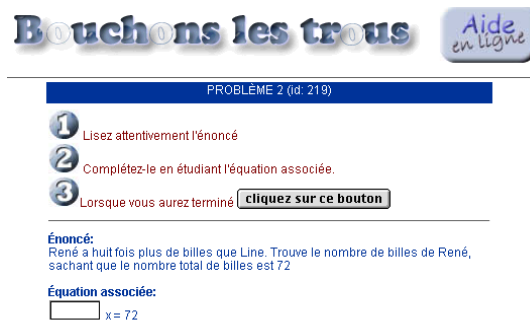 Bouchons les trous
Aide
en ligne
PROBLÈME 2 (id: 219)
1 Lisez attentivement l'énoncé
2 Complétez-le en étudiant l'équation associée.
3 Lorsque vous aurez terminé cliquez sur ce bouton
Énoncé:
René a huit fois plus de billes que Line. Trouve le nombre de billes de René,
sachant que le nombre total de billes est 72
Équation associée:
x = 72